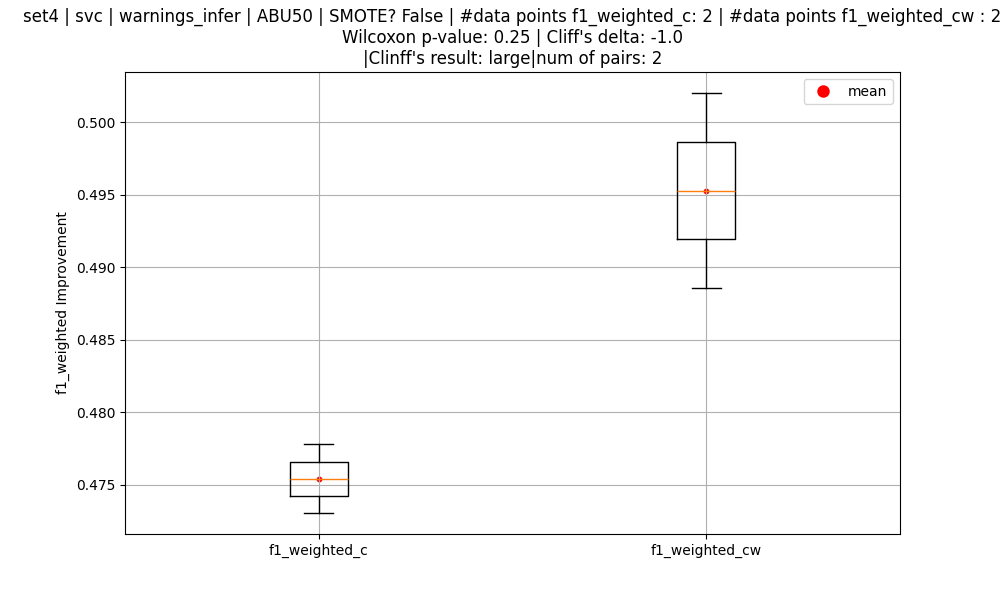 set4 | svc | warnings_infer | ABU50 | SMOTE? False | #data points f1_weighted_c: 2 | #data points f1_weighted_cw : 2
Wilcoxon p-value: 0.25 | Cliff's delta: -1.0
|Clinff's result: large|num of pairs: 2
mean
0.500
0.495
0.490
0.485
0.480
0.475
f1_weighted Improvement
f1_weighted_c
f1_weighted_cw